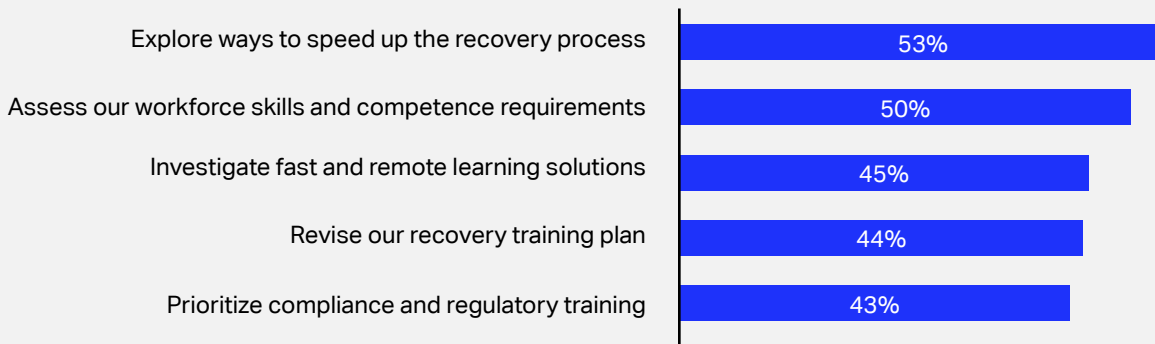 Explore ways to speed up the recovery process 53%
Assess our workforce skills and competence requirements 50%
Investigate fast and remote learning solutions 45%
Revise our recovery training plan 44%
Prioritize compliance and regulatory training 43%